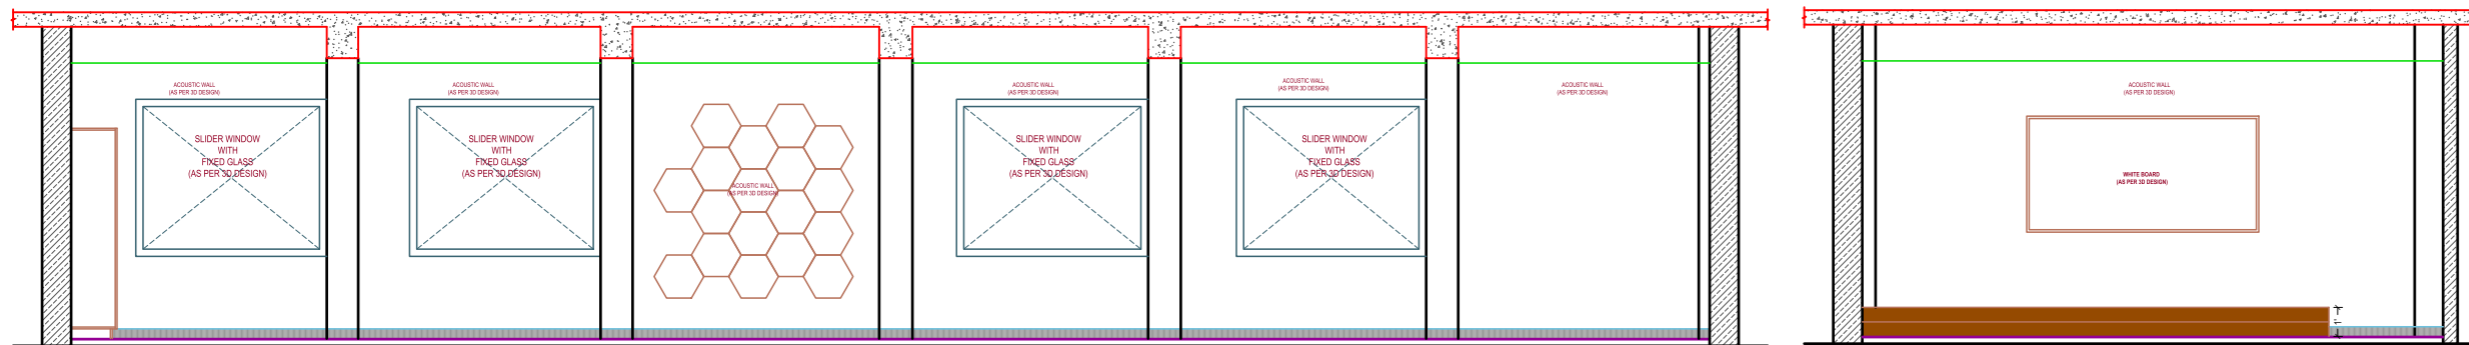 ACOUSTIC WALL
(AS PER 3D DESIGN)
SLIDER WINDOW
WITH
FIXED GLASS
(AS PER 3D DESIGN)
ACOUSTIC WALL
(AS PER 3D DESIGN)
SLIDER WINDOW
WITH
FIXED GLASS
(AS PER 3D DESIGN)
ACOUSTIC WALL
(AS PER 3D DESIGN)
ACOUSTIC WALL
(AS PER 3D DESIGN)
SLIDER WINDOW
WITH
FIXED GLASS
(AS PER 3D DESIGN)
ACOUSTIC WALL
(AS PER 3D DESIGN)
SLIDER WINDOW
WITH
FIXED GLASS
(AS PER 3D DESIGN)
ACOUSTIC WALL
(AS PER 3D DESIGN)
ACOUSTIC WALL
(AS PER 3D DESIGN)
WHITE BOARD
(AS PER 3D DESIGN)